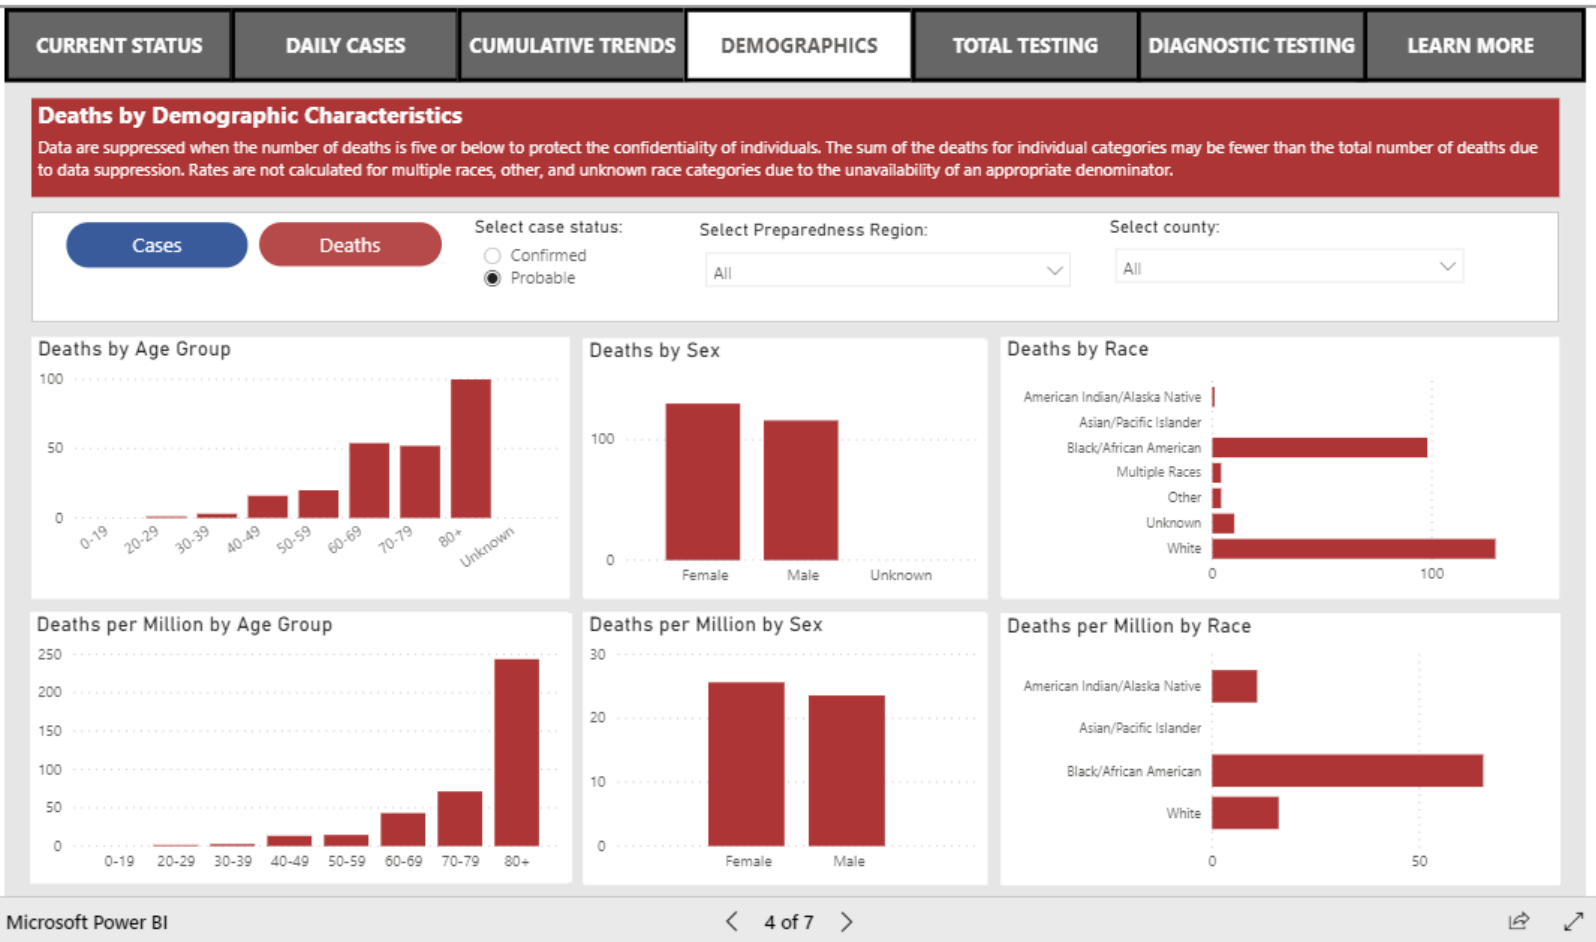 CURRENT STATUS
DAILY CASES
CUMULATIVE TRENDS
DEMOGRAPHICS
TOTAL TESTING
DIAGNOSTIC TESTING
LEARN MORE
Deaths by Demographic Characteristics
Data are suppressed when the number of deaths is five or below to protect the confidentiality of individuals. The sum of the deaths for individual categories may be fewer than the total number of deaths due
to data suppression. Rates are not calculated for multiple races, other, and unknown race categories due to the unavailability of an appropriate denominator.
Cases
Deaths
Select case status:
Confirmed
Probable
Select Preparedness Region:
All
Select county:
All
Deaths by Age Group
100
50
0
0-19
20-29
30-39
40-49
50-59
60-69
70-79
80+
Unknown
Deaths by Sex
100
0
Female
Male
Unknown
Deaths by Race
American Indian/Alaska Native
Asian/Pacific Islander
Black/African American
Multiple Races
Other
Unknown
White
0
100
Deaths per Million by Age Group
250
200
150
100
50
0
0-19
20-29
30-39
40-49
50-59
60-69
70-79
80+
Deaths per Million by Sex
30
20
10
0
Female
Male
Deaths per Million by Race
American Indian/Alaska Native
Asian/Pacific Islander
Black/African American
White
0
50
Microsoft Power BI
4 of 7